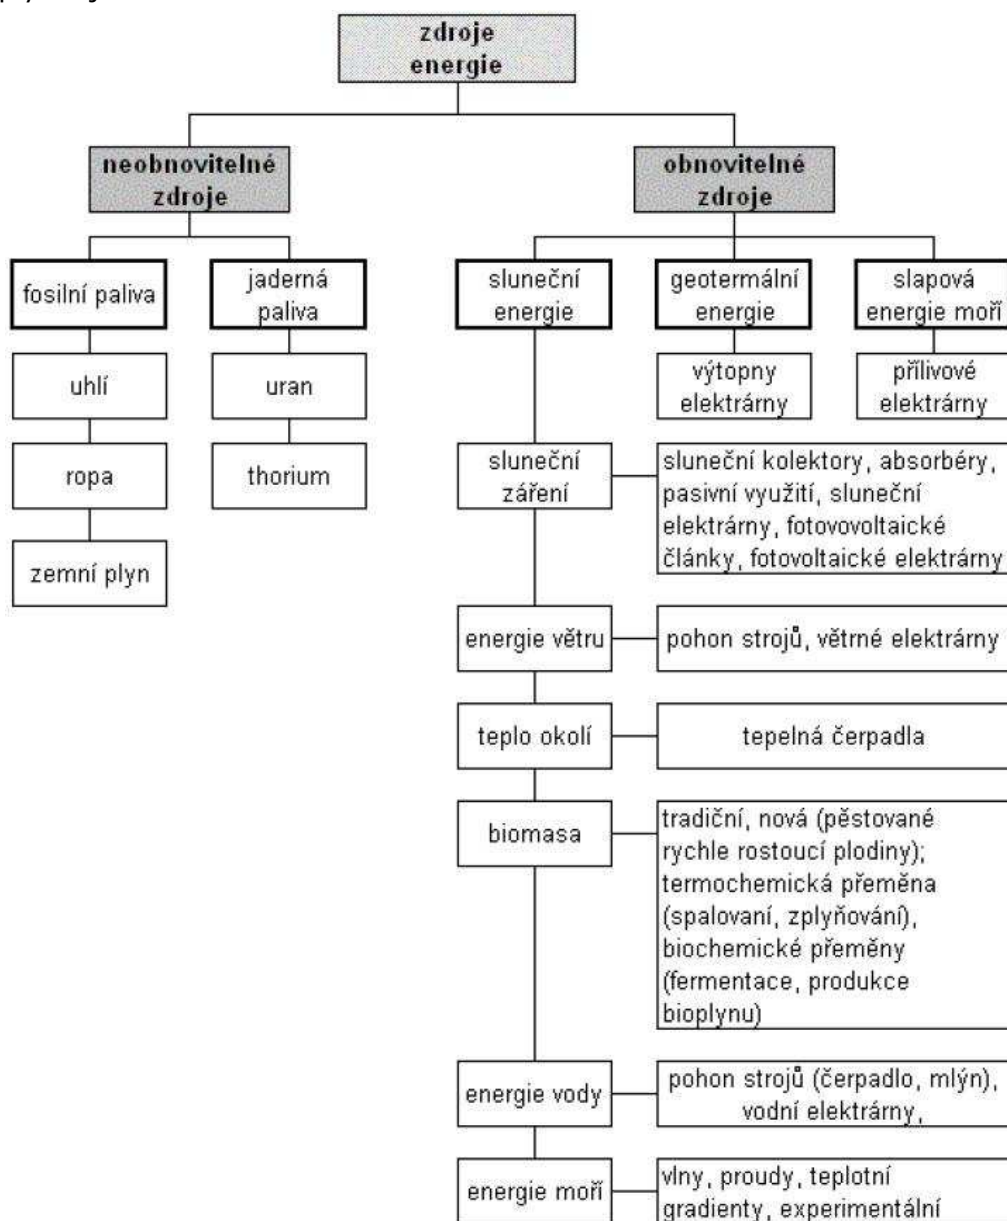 zdroje
energie
neobnovitelné
zdroje
obnovitelné
zdroje
fosilní paliva
jaderná
paliva
sluneční
energie
geotermální
energie
slapová
energie moří
uhlí
uran
výtopny
elektrárny
přílivové
elektrárny
ropa
thorium
sluneční
záření
sluneční kolektory, absorbéry,
pasivní využití, sluneční
elektrárny, fotovovoltaické
články, fotovoltaické elektrárny
zemní plyn
energie větru
pohon strojů, větrné elektrárny
teplo okolí
tepelná čerpadla
biomasa
tradiční, nová (pěstované
rychle rostoucí plodiny);
termochemická přeměna
(spalovaní, zplyňování),
biochemické přeměny
(fermentace, produkce
bioplynu)
energie vody
pohon strojů (čerpadlo, mlýn),
vodní elektrárny,
energie moří
vlny, proudy, teplotní
gradienty, experimentální